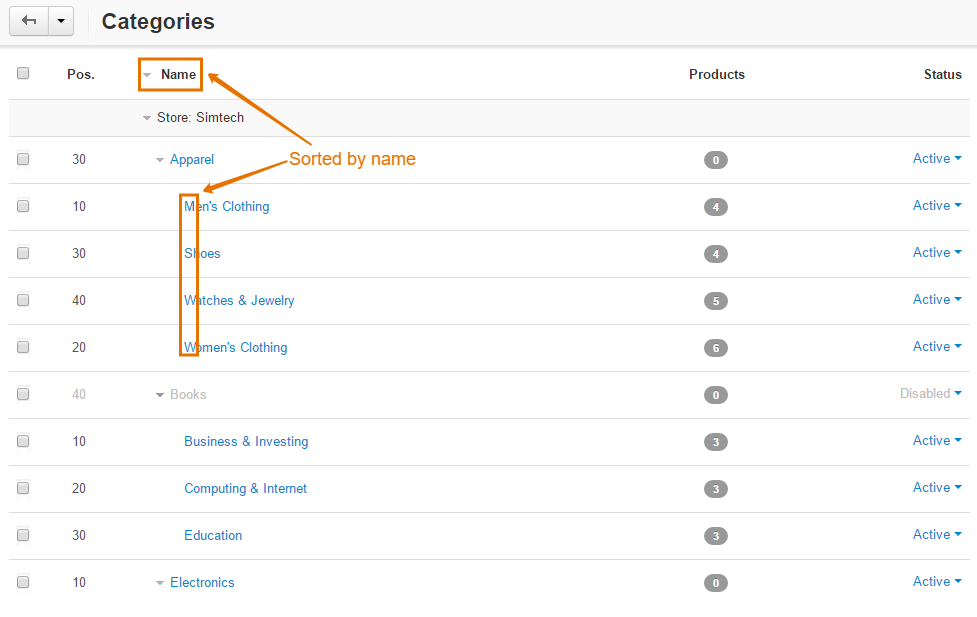 Categories
Pos. Name Products Status
Store: Simtech
30 Apparel 0 Active
Sorted by name
10 Men's Clothing 4 Active
30 Shoes 4 Active
40 Watches & Jewelry 5 Active
20 Women's Clothing 6 Active
40 Books 0 Disabled
10 Business & Investing 3 Active
20 Computing & Internet 3 Active
30 Education 3 Active
10 Electronics 0 Active